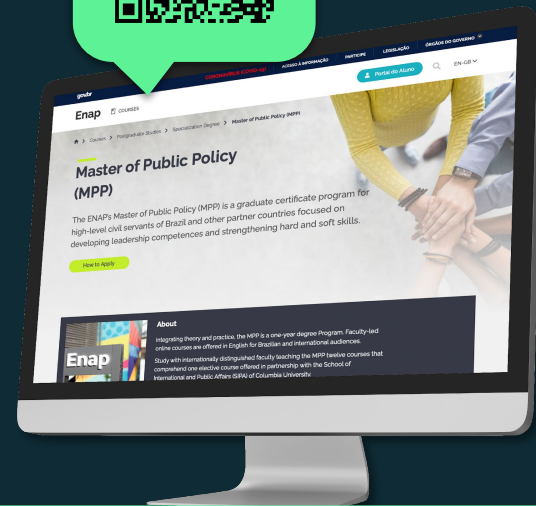 govbr
CORONAVÍRUS (COVID-19)
ACESSO À INFORMAÇÃO
PARTICIPE
LEGISLAÇÃO
ÓRGÃOS DO GOVERNO
Enap
COURSES
Portal do Aluno
EN-GB
Courses > Postgraduate Studies > Specialization Degree > Master of Public Policy (MPP)
Master of Public Policy
(MPP)
The ENAP's Master of Public Policy (MPP) is a graduate certificate program for
high-level civil servants of Brazil and other partner countries focused on
developing leadership competences and strengthening hard and soft skills.
How to Apply
Enap
About
Integrating theory and practice, the MPP is a one-year degree Program. Faculty-led
online courses are offered in English for Brazilian and international audiences.
Study with internationally distinguished faculty teaching the MPP twelve courses that
comprehend one elective course offered in partnership with the School of
International and Public Affairs (SIPA) of Columbia University.